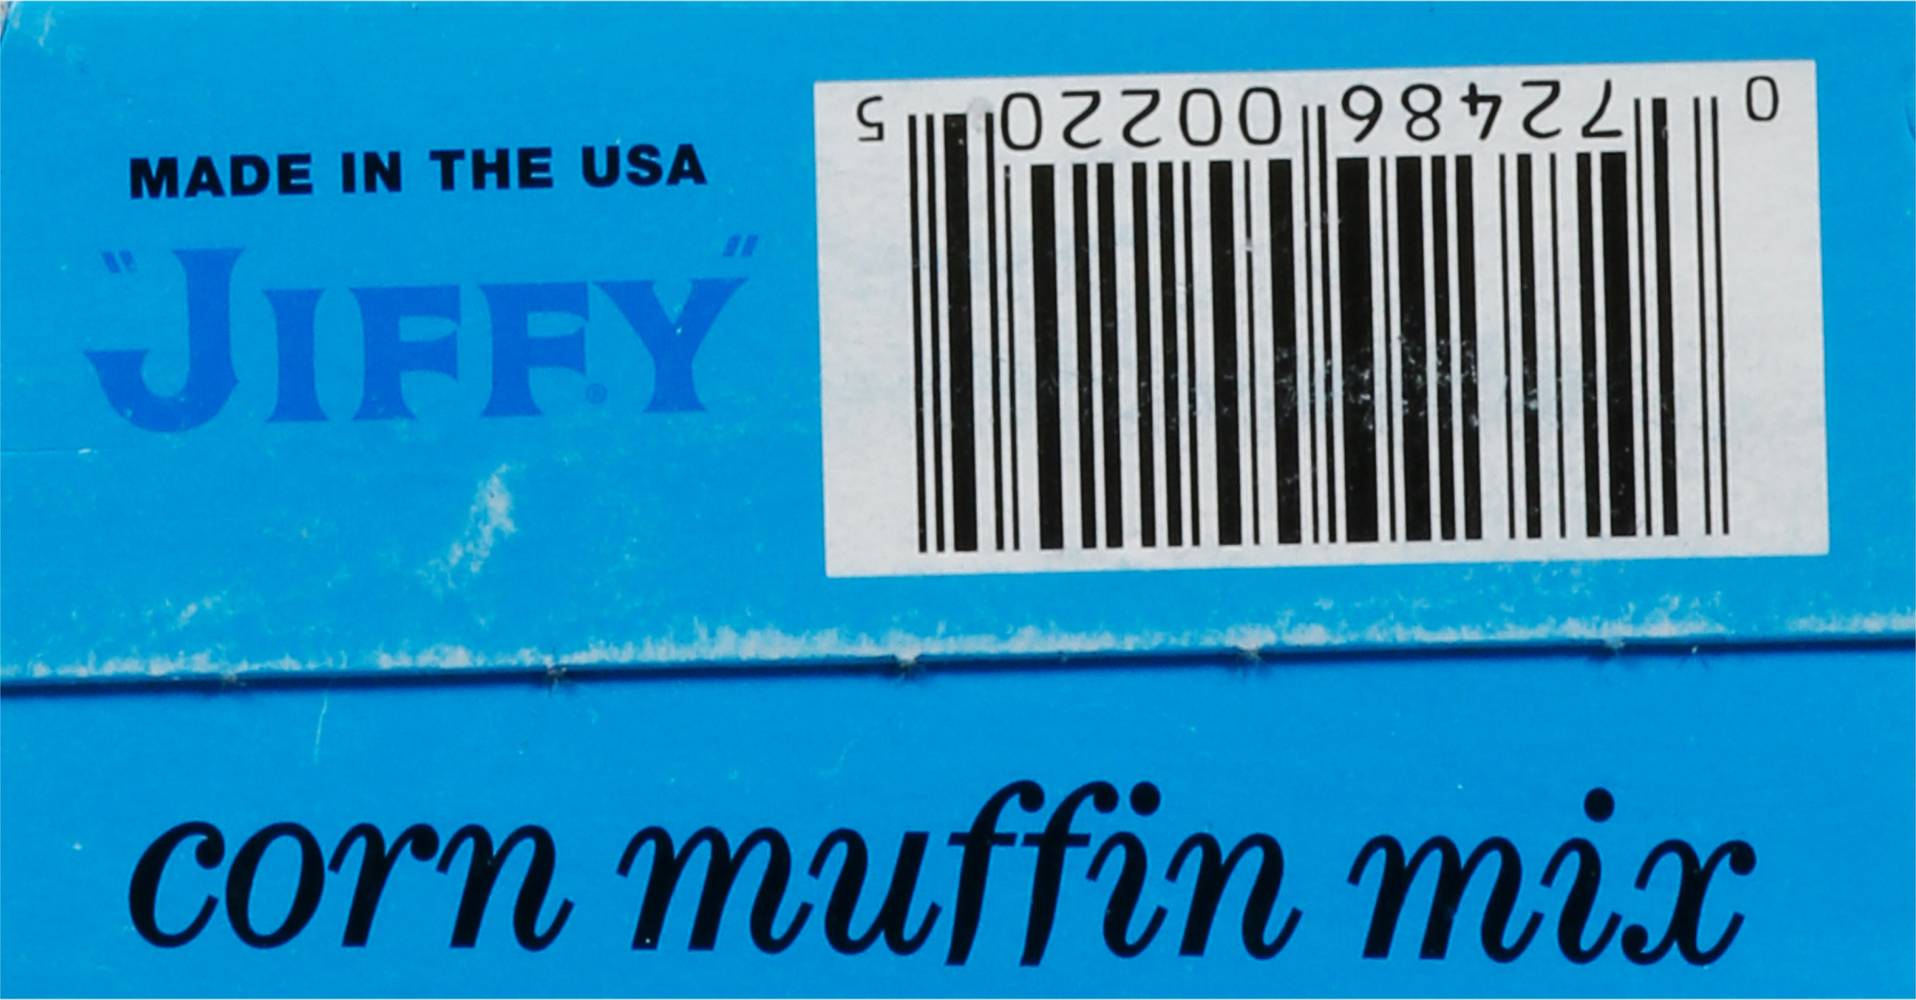 MADE IN THE USA
"JIFFY"®
0 72486 00220 5
corn muffin mix